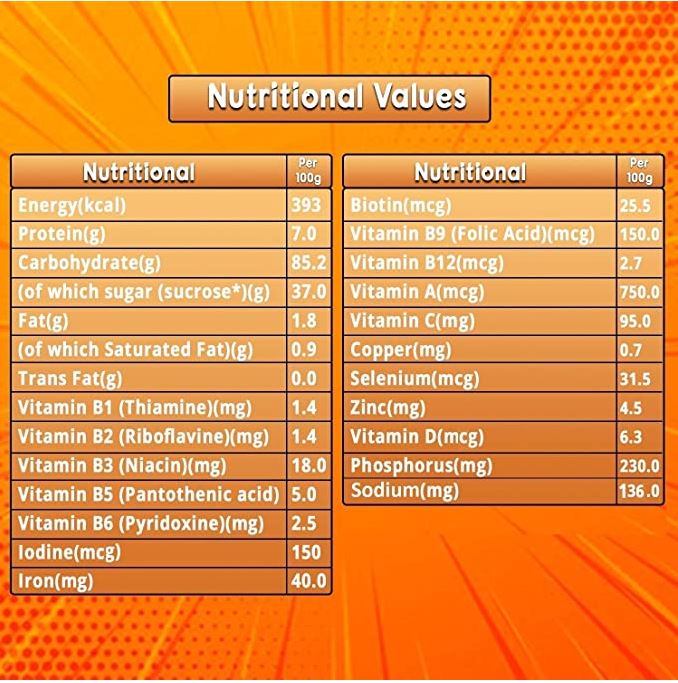 Nutritional Values
Nutritional Per 100g
Energy(kcal) 393
Protein(g) 7.0
Carbohydrate(g) 85.2
(of which sugar (sucrose*)(g) 37.0
Fat(g) 1.8
(of which Saturated Fat)(g) 0.9
Trans Fat(g) 0.0
Vitamin B1 (Thiamine)(mg) 1.4
Vitamin B2 (Riboflavine)(mg) 1.4
Vitamin B3 (Niacin)(mg) 18.0
Vitamin B5 (Pantothenic acid) 5.0
Vitamin B6 (Pyridoxine)(mg) 2.5
Iodine(mcg) 150
Iron(mg) 40.0
Nutritional Per 100g
Biotin(mcg) 25.5
Vitamin B9 (Folic Acid)(mcg) 150.0
Vitamin B12(mcg) 2.7
Vitamin A(mcg) 750.0
Vitamin C(mg) 95.0
Copper(mg) 0.7
Selenium(mcg) 31.5
Zinc(mg) 4.5
Vitamin D(mcg) 6.3
Phosphorus(mg) 230.0
Sodium(mg) 136.0